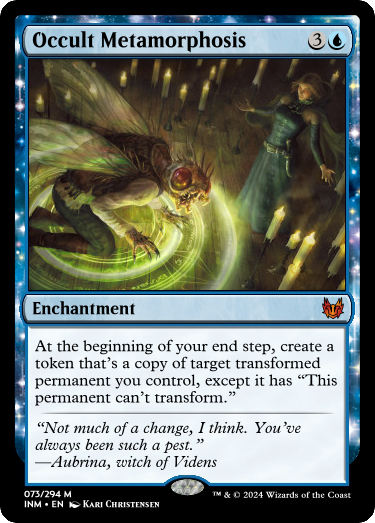 Occult Metamorphosis 3
Enchantment
At the beginning of your end step, create a
token that's a copy of target transformed
permanent you control, except it has “This
permanent can't transform.”
“Not much of a change, I think. You've
always been such a pest.”
—Aubrina, witch of Videns
073/294 M
INM • EN Kari Christensen
™ & © 2024 Wizards of the Coast